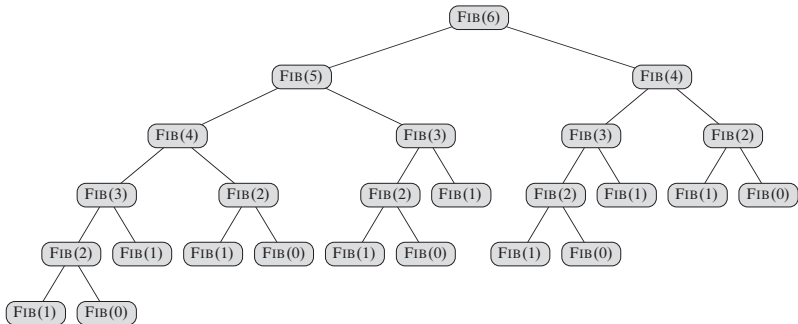 FIB(6)
FIB(5) FIB(4)
FIB(4) FIB(3) FIB(3) FIB(2)
FIB(3) FIB(2) FIB(2) FIB(1) FIB(2) FIB(1) FIB(1) FIB(0)
FIB(2) FIB(1) FIB(1) FIB(0) FIB(1) FIB(0) FIB(1) FIB(0)
FIB(1) FIB(0)